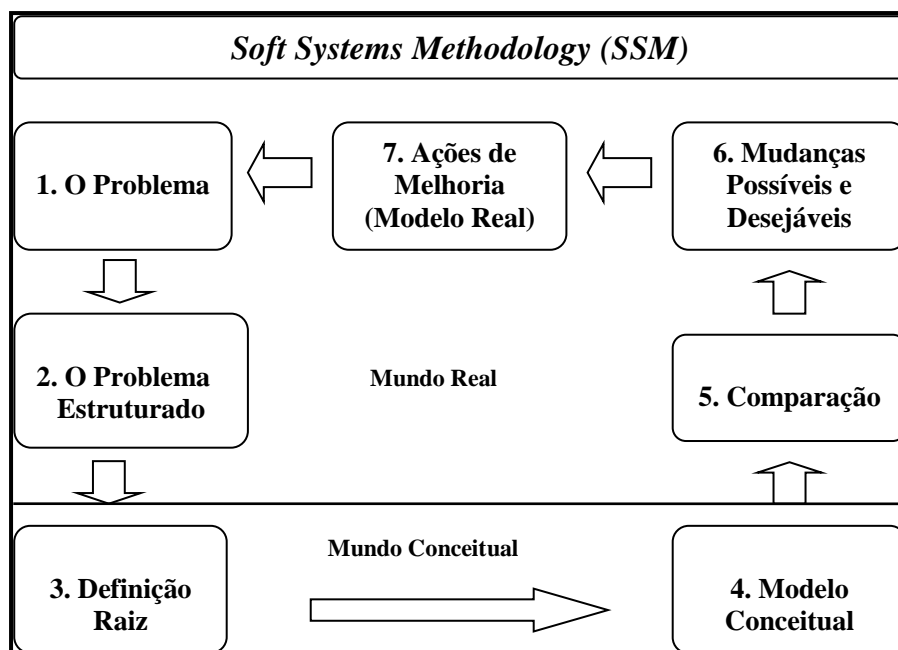 Soft Systems Methodology (SSM)
1. O Problema
7. Ações de
Melhoria
(Modelo Real)
6. Mudanças
Possíveis e
Desejáveis
2. O Problema
Estruturado
Mundo Real
5. Comparação
3. Definição
Raiz
Mundo Conceitual
4. Modelo
Conceitual